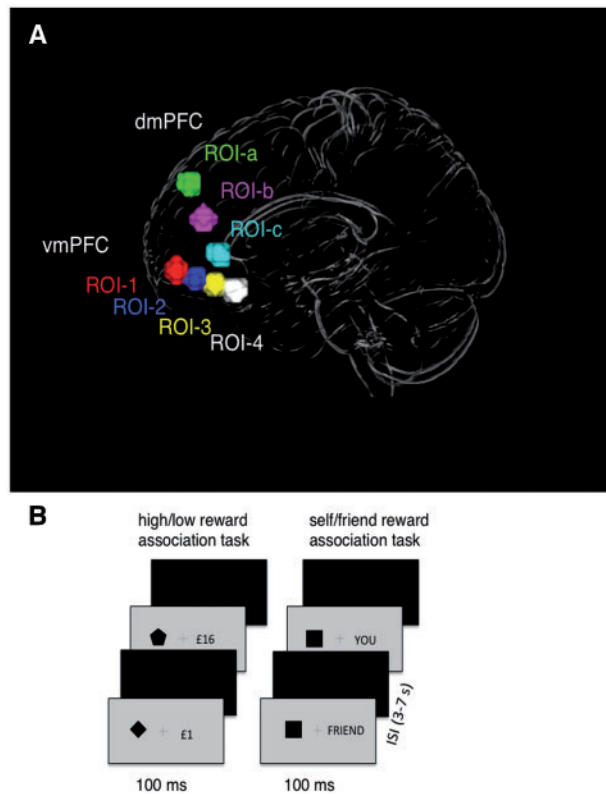 A
dmPFC
ROI-a
ROI-b
ROI-c
vmPFC
ROI-1
ROI-2
ROI-3
ROI-4
B
high/low reward
association task
self/friend reward
association task
£16
YOU
£1
FRIEND
ISI (3-7 s)
100 ms
100 ms